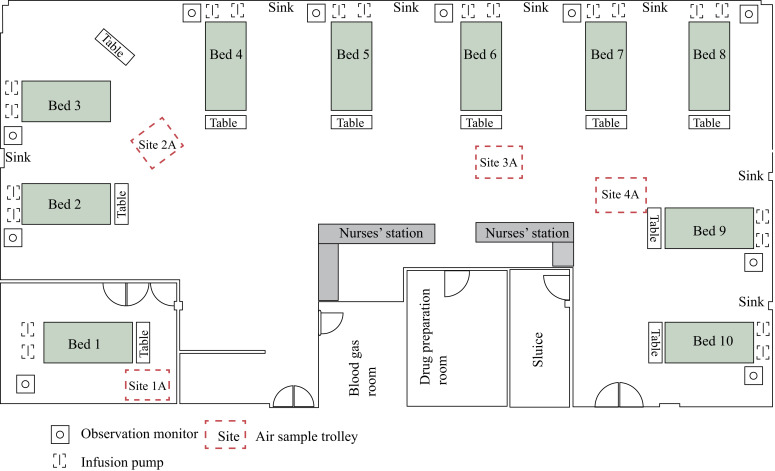 Sink
Sink
Sink
Sink
Table
Bed 4
Bed 5
Bed 6
Bed 7
Bed 8
Bed 3
Table
Table
Table
Table
Table
Site 2A
Sink
Site 3A
Sink
Site 4A
Bed 2
Table
Nurses' station
Nurses' station
Table
Bed 9
Sink
Bed 1
Table
Blood gas
room
Drug preparation
room
Sluice
Table
Bed 10
Site 1A
Observation monitor
Site
Air sample trolley
Infusion pump